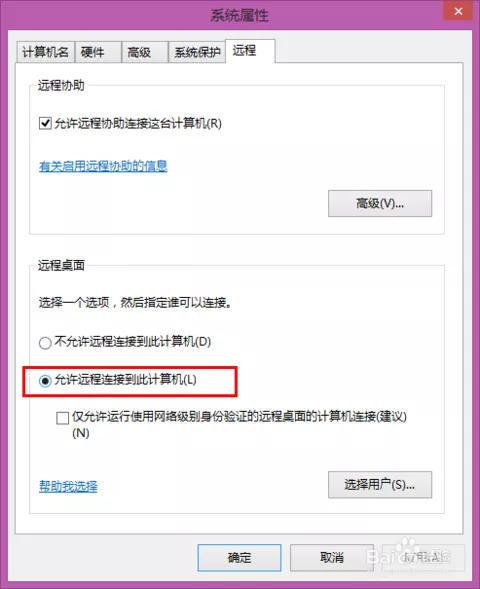 系统属性
计算机名 硬件 高级 系统保护 远程
远程协助
允许远程协助连接这台计算机(R)
有关启用远程协助的信息
高级(V)...
远程桌面
选择一个选项，然后指定谁可以连接。
不允许远程连接到此计算机(D)
允许远程连接到此计算机(L)
仅允许运行使用网络级别身份验证的远程桌面的计算机连接(建议)
(N)
帮助我选择
选择用户(S)...
确定 取消